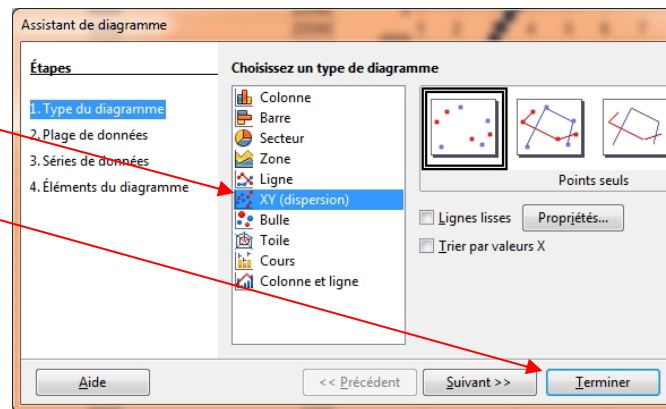 Assistant de diagramme
Étapes
1. Type du diagramme
2. Plage de données
3. Séries de données
4. Éléments du diagramme
Choisissez un type de diagramme
Colonne
Barre
Secteur
Zone
Ligne
XY (dispersion)
Bulle
Toile
Cours
Colonne et ligne
Points seuls
Lignes lisses
Propriétés...
Trier par valeurs X
Aide
<< Précédent
Suivant >>
Terminer